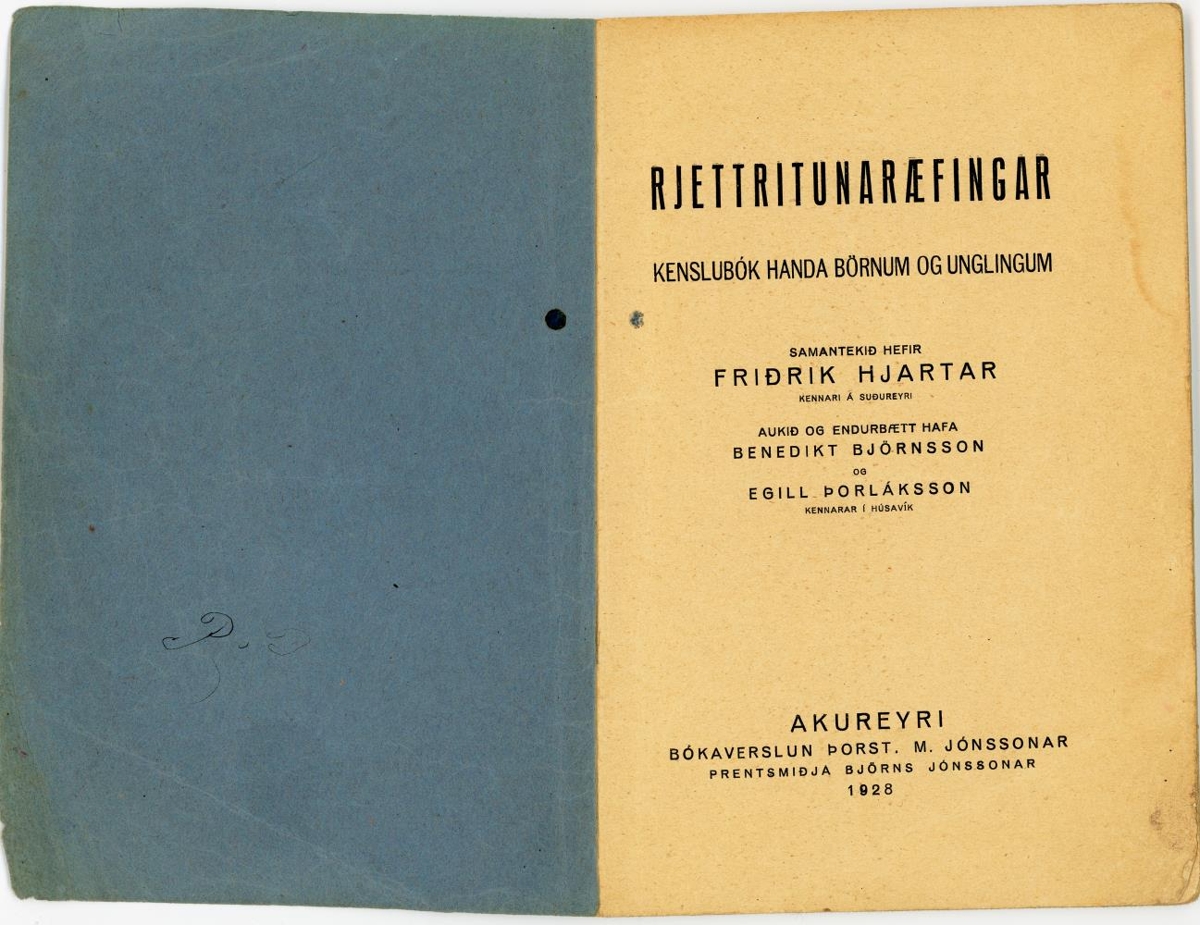 RJETTRITUNARÆFINGAR
KENSLUBÓK HANDA BÖRNUM OG UNGLINGUM
SAMANTEKIÐ HEFIR
FRIÐRIK HJARTAR
KENNARI Á SUÐUREYRI
AUKIÐ OG ENDURBÆTT HAFA
BENEDIKT BJÖRNSSON
OG
EGILL ÞORLÁKSSON
KENNARAR Í HÚSAVÍK
AKUREYRI
BÓKAVERSLUN ÞORST. M. JÓNSSONAR
PRENTSMIÐJA BJÖRNS JÓNSSONAR
1928